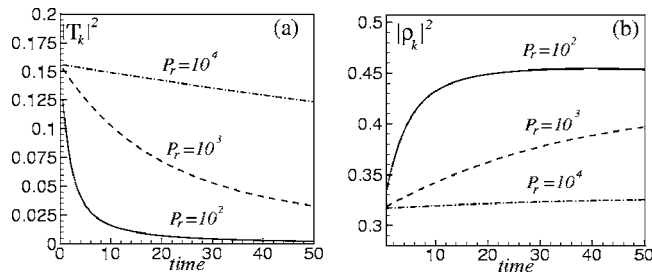 0.2
|T_k|^2
(a)
0.175
P_r=10^4
0.15
0.125
0.1
P_r=10^3
0.075
0.05
P_r=10^2
0.025
0
0 10 20 30 40 50
time
|ρ_k|^2
(b)
0.5
P_r=10^2
0.45
0.4
P_r=10^3
0.35
P_r=10^4
0.3
10 20 30 40 50
time